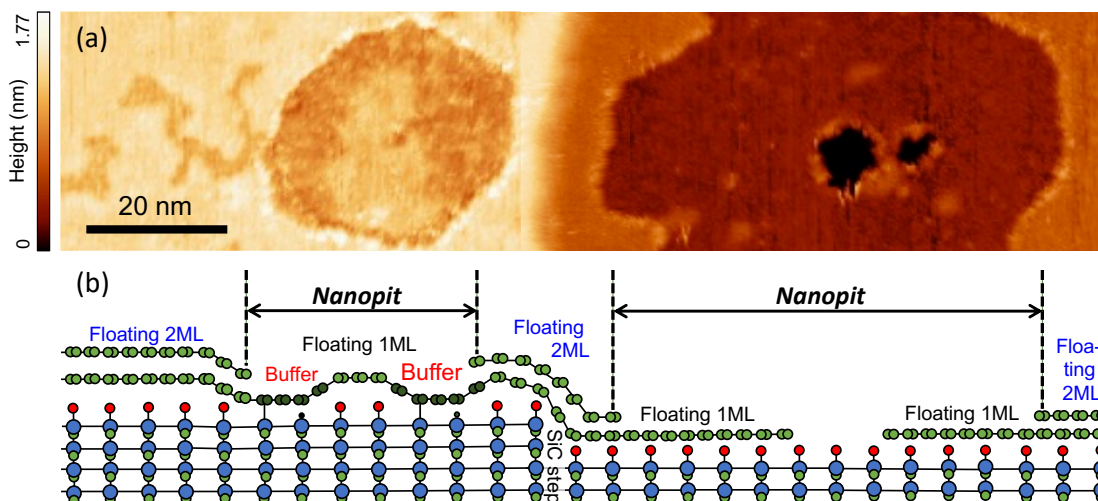 1.77
Height (nm)
0
(a)
20 nm
(b)
Nanopit
Nanopit
Floating 2ML
Floating 1ML
Floating
2ML
Floa-
ting
2ML
Buffer
Buffer
Floating 1ML
Floating 1ML
SiC step